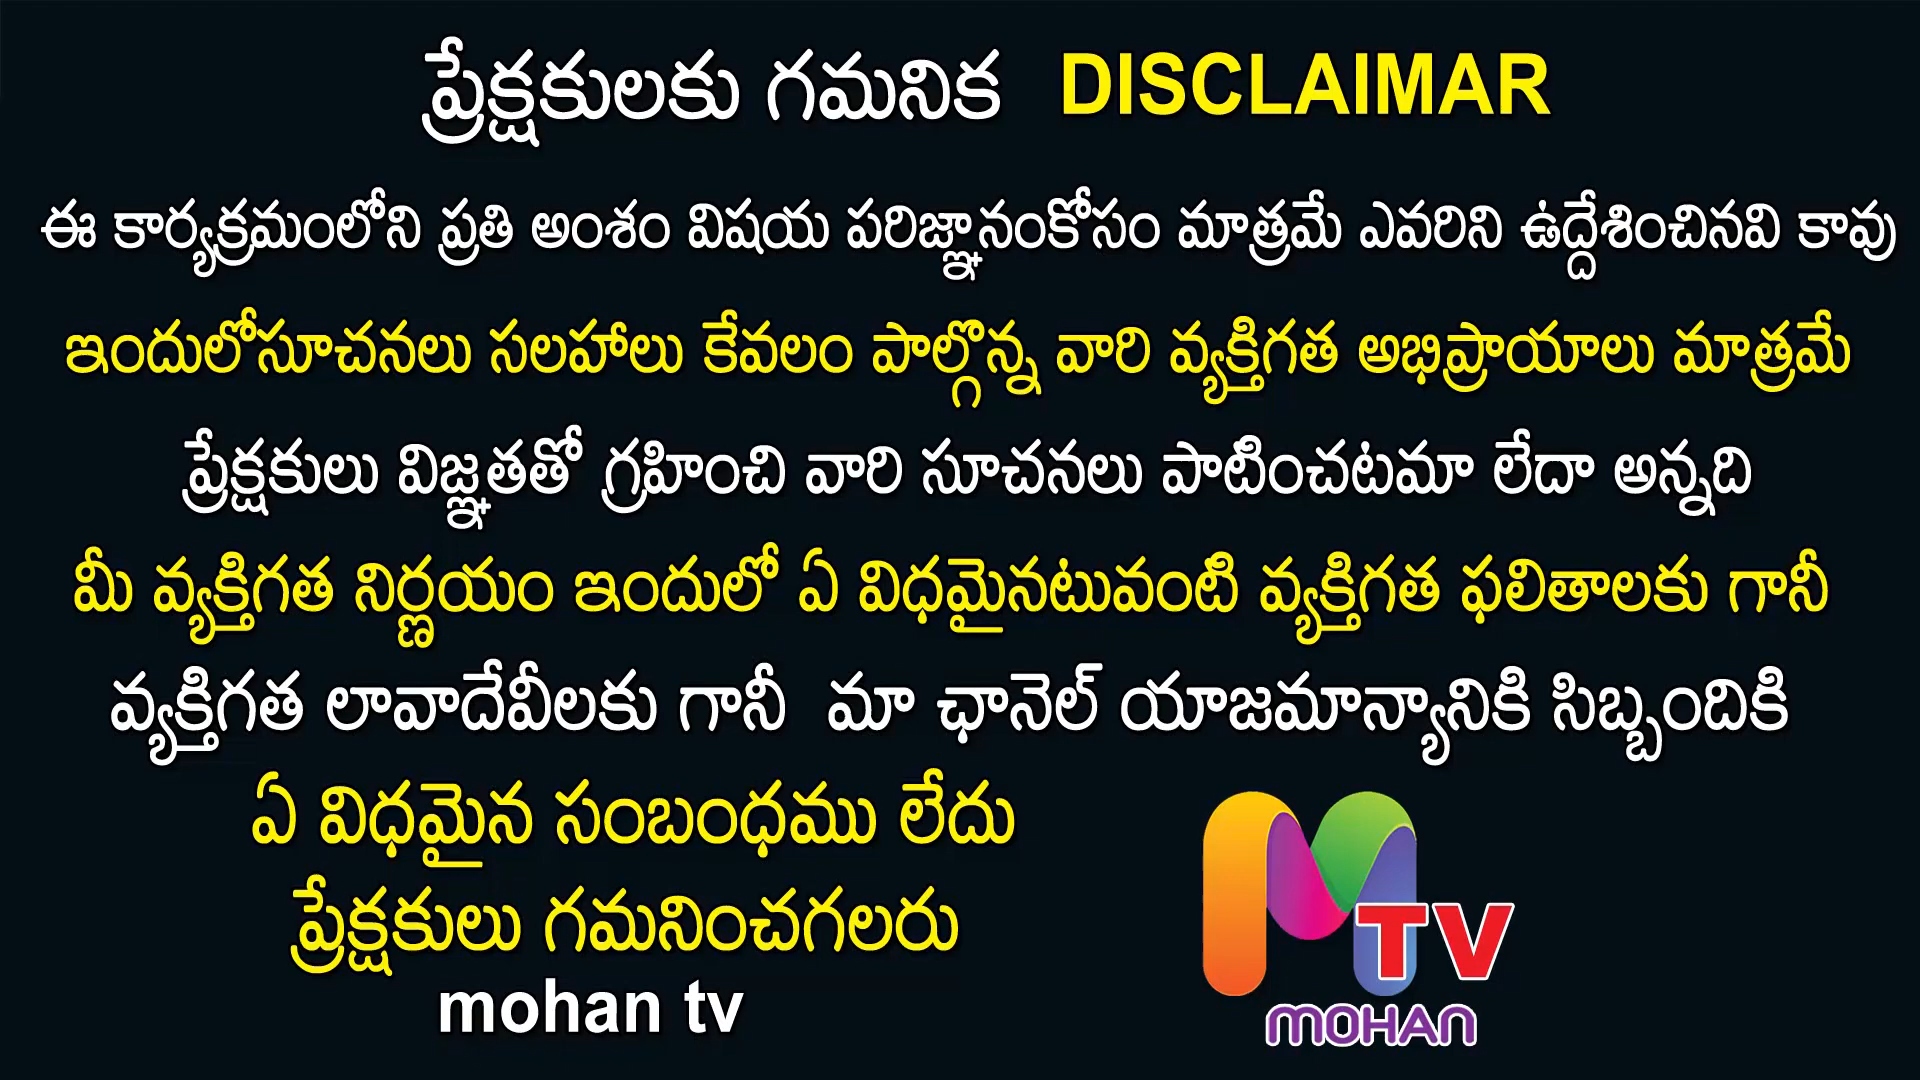 ప్రేక్షకులకు గమనిక DISCLAIMAR
ఈ కార్యక్రమంలోని ప్రతి అంశం విషయ పరిజ్ఞానంకోసం మాత్రమే ఎవరిని ఉద్దేశించినవి కావు
ఇందులోసూచనలు సలహాలు కేవలం పాల్గొన్న వారి వ్యక్తిగత అభిప్రాయాలు మాత్రమే
ప్రేక్షకులు విజ్ఞతతో గ్రహించి వారి సూచనలు పాటించటమా లేదా అన్నది
మీ వ్యక్తిగత నిర్ణయం ఇందులో ఏ విధమైనటువంటి వ్యక్తిగత ఫలితాలకు గానీ
వ్యక్తిగత లావాదేవీలకు గానీ మా ఛానెల్ యాజమాన్యానికి సిబ్బందికి
ఏ విధమైన సంబంధము లేదు
ప్రేక్షకులు గమనించగలరు
mohan tv
MTV
MOHAN